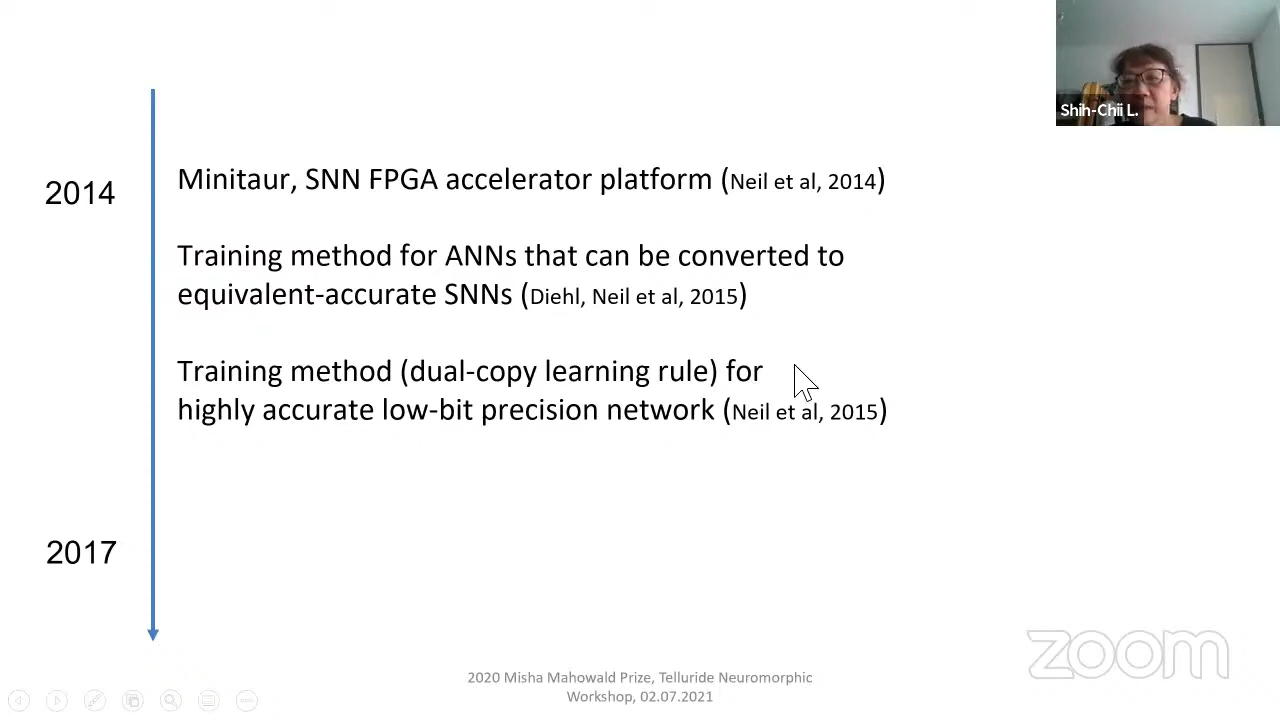 Shih-Chii L.
2014
Minitaur, SNN FPGA accelerator platform (Neil et al, 2014)
Training method for ANNs that can be converted to
equivalent-accurate SNNs (Diehl, Neil et al, 2015)
Training method (dual-copy learning rule) for
highly accurate low-bit precision network (Neil et al, 2015)
2017
2020 Misha Mahowald Prize, Telluride Neuromorphic
Workshop, 02.07.2021
zoom